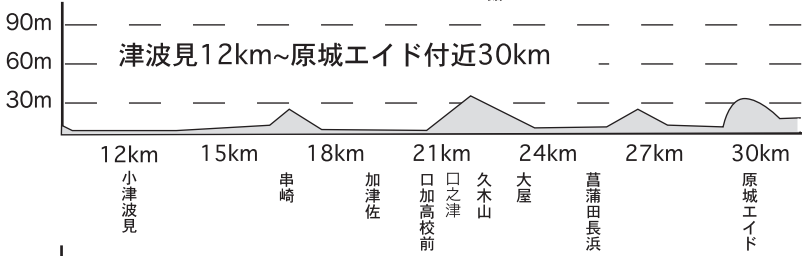 90m
津波見12km~原城エイド付近30km
60m
30m
12km 15km 18km 21km 24km 27km 30km
小津波見
串崎
加津佐
口加高校前
口之津
久木山
大屋
菖蒲田長浜
原城エイド